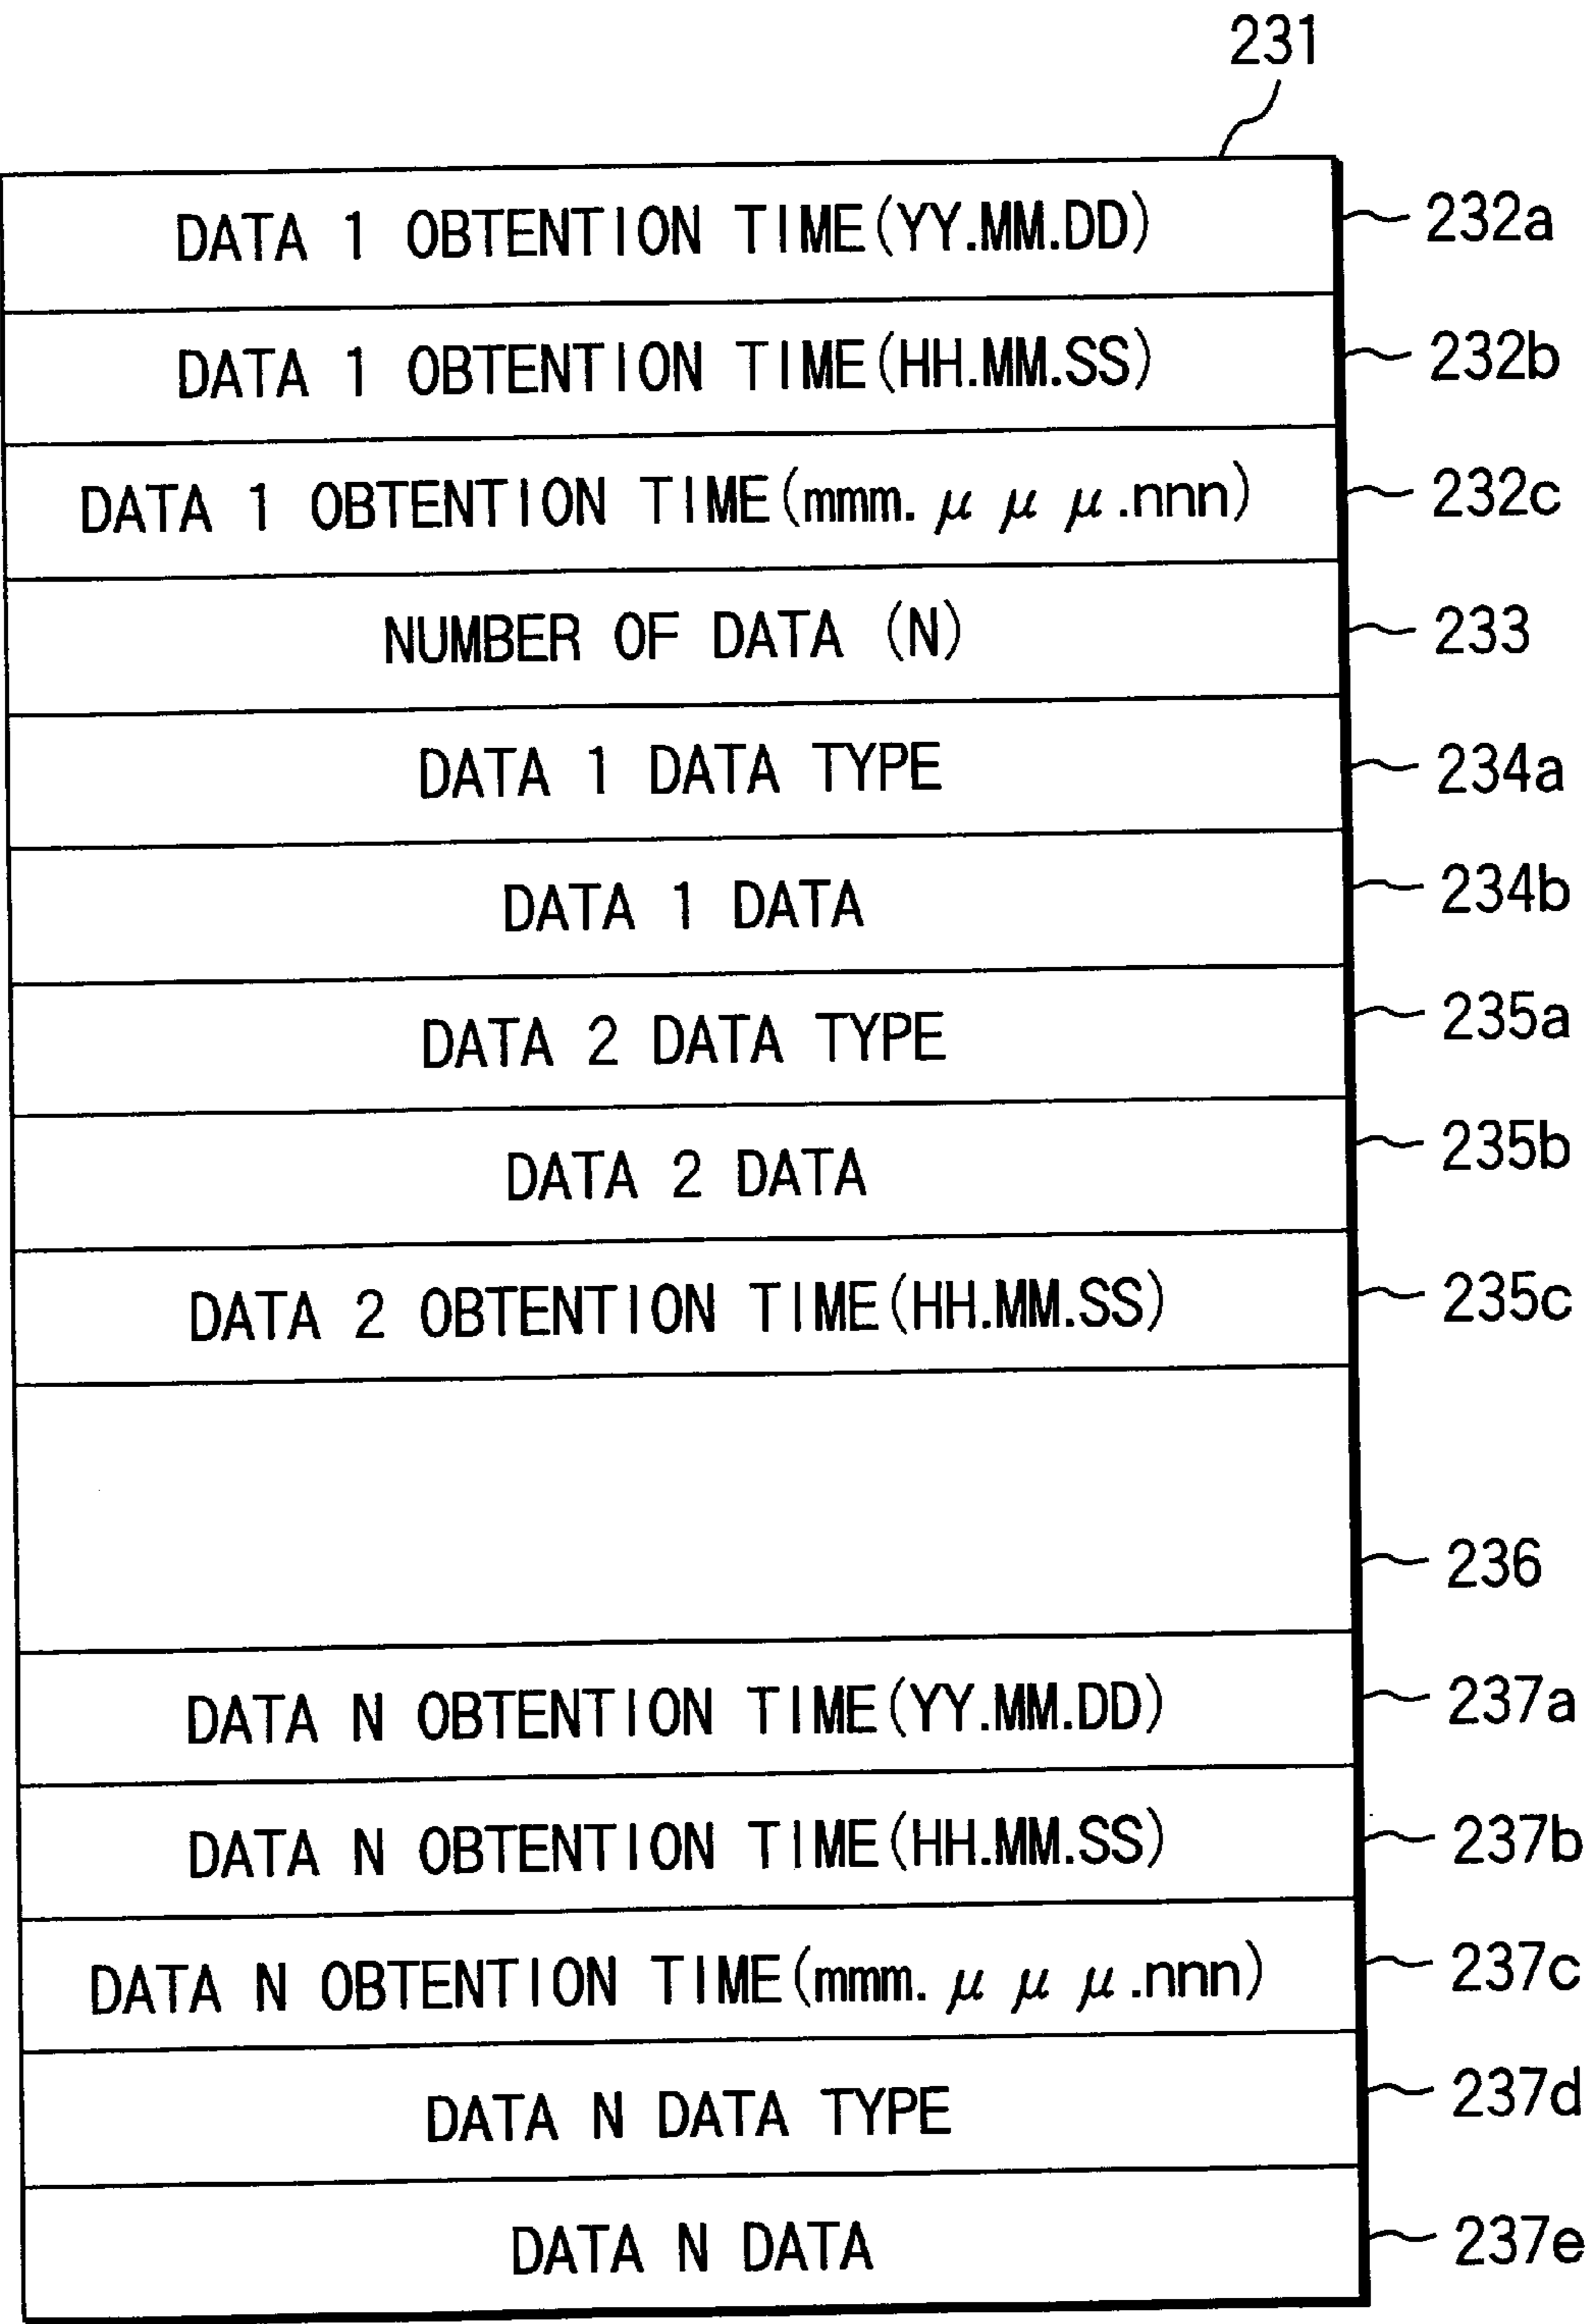 231
DATA 1 OBTENTION TIME(YY.MM.DD) 232a
DATA 1 OBTENTION TIME(HH.MM.SS) 232b
DATA 1 OBTENTION TIME(mmm. μ μ μ .nnn) 232c
NUMBER OF DATA (N) 233
DATA 1 DATA TYPE 234a
DATA 1 DATA 234b
DATA 2 DATA TYPE 235a
DATA 2 DATA 235b
DATA 2 OBTENTION TIME(HH.MM.SS) 235c
236
DATA N OBTENTION TIME(YY.MM.DD) 237a
DATA N OBTENTION TIME(HH.MM.SS) 237b
DATA N OBTENTION TIME(mmm. μ μ μ .nnn) 237c
DATA N DATA TYPE 237d
DATA N DATA 237e